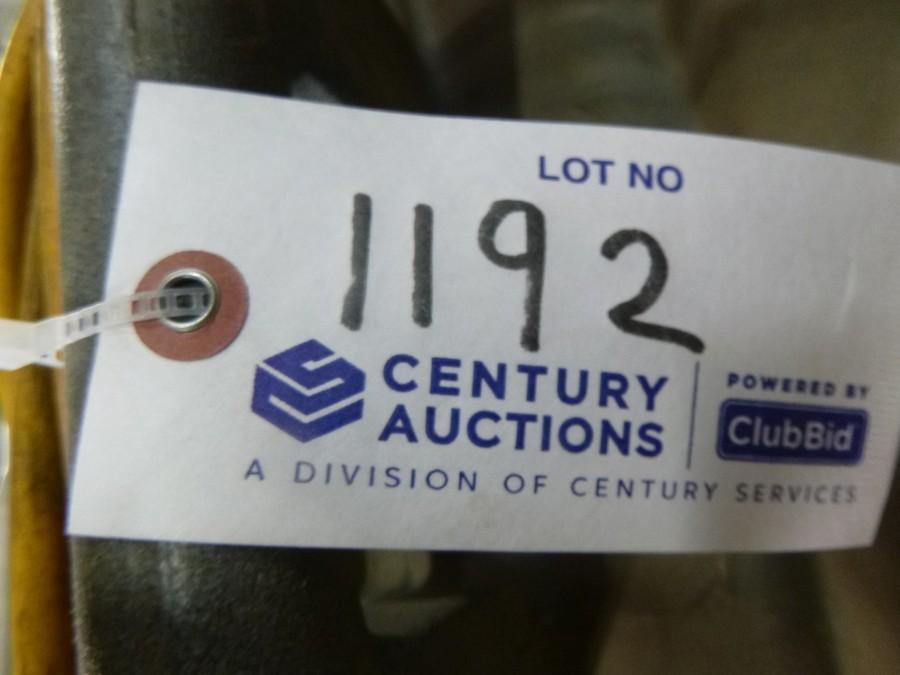 LOT NO
1192
CENTURY
AUCTIONS
A DIVISION OF CENTURY SERVICES
POWERED BY
ClubBid